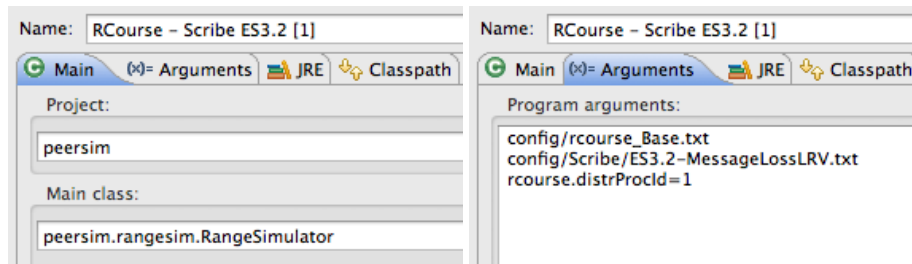 Name: RCourse – Scribe ES3.2 [1]
Main (x)= Arguments JRE Classpath
Project:
peersim
Main class:
peersim.rangesim.RangeSimulator
Name: RCourse – Scribe ES3.2 [1]
Main (x)= Arguments JRE Classpath
Program arguments:
config/rcourse_Base.txt
config/Scribe/ES3.2-MessageLossLRV.txt
rcourse.distrProcId=1